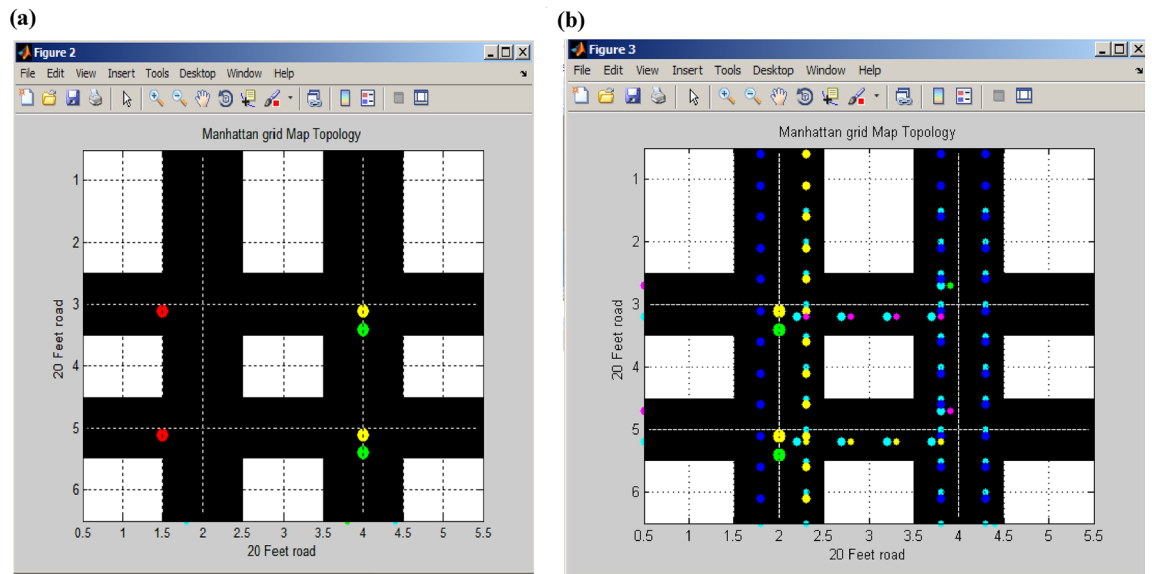 (a)
Figure 2
File Edit View Insert Tools Desktop Window Help
Manhattan grid Map Topology
1
2
3
4
5
6
20 Feet road
0.5 1 1.5 2 2.5 3 3.5 4 4.5 5 5.5
20 Feet road
(b)
Figure 3
File Edit View Insert Tools Desktop Window Help
Manhattan grid Map Topology
1
2
3
4
5
6
20 Feet road
0.5 1 1.5 2 2.5 3 3.5 4 4.5 5 5.5
20 Feet road